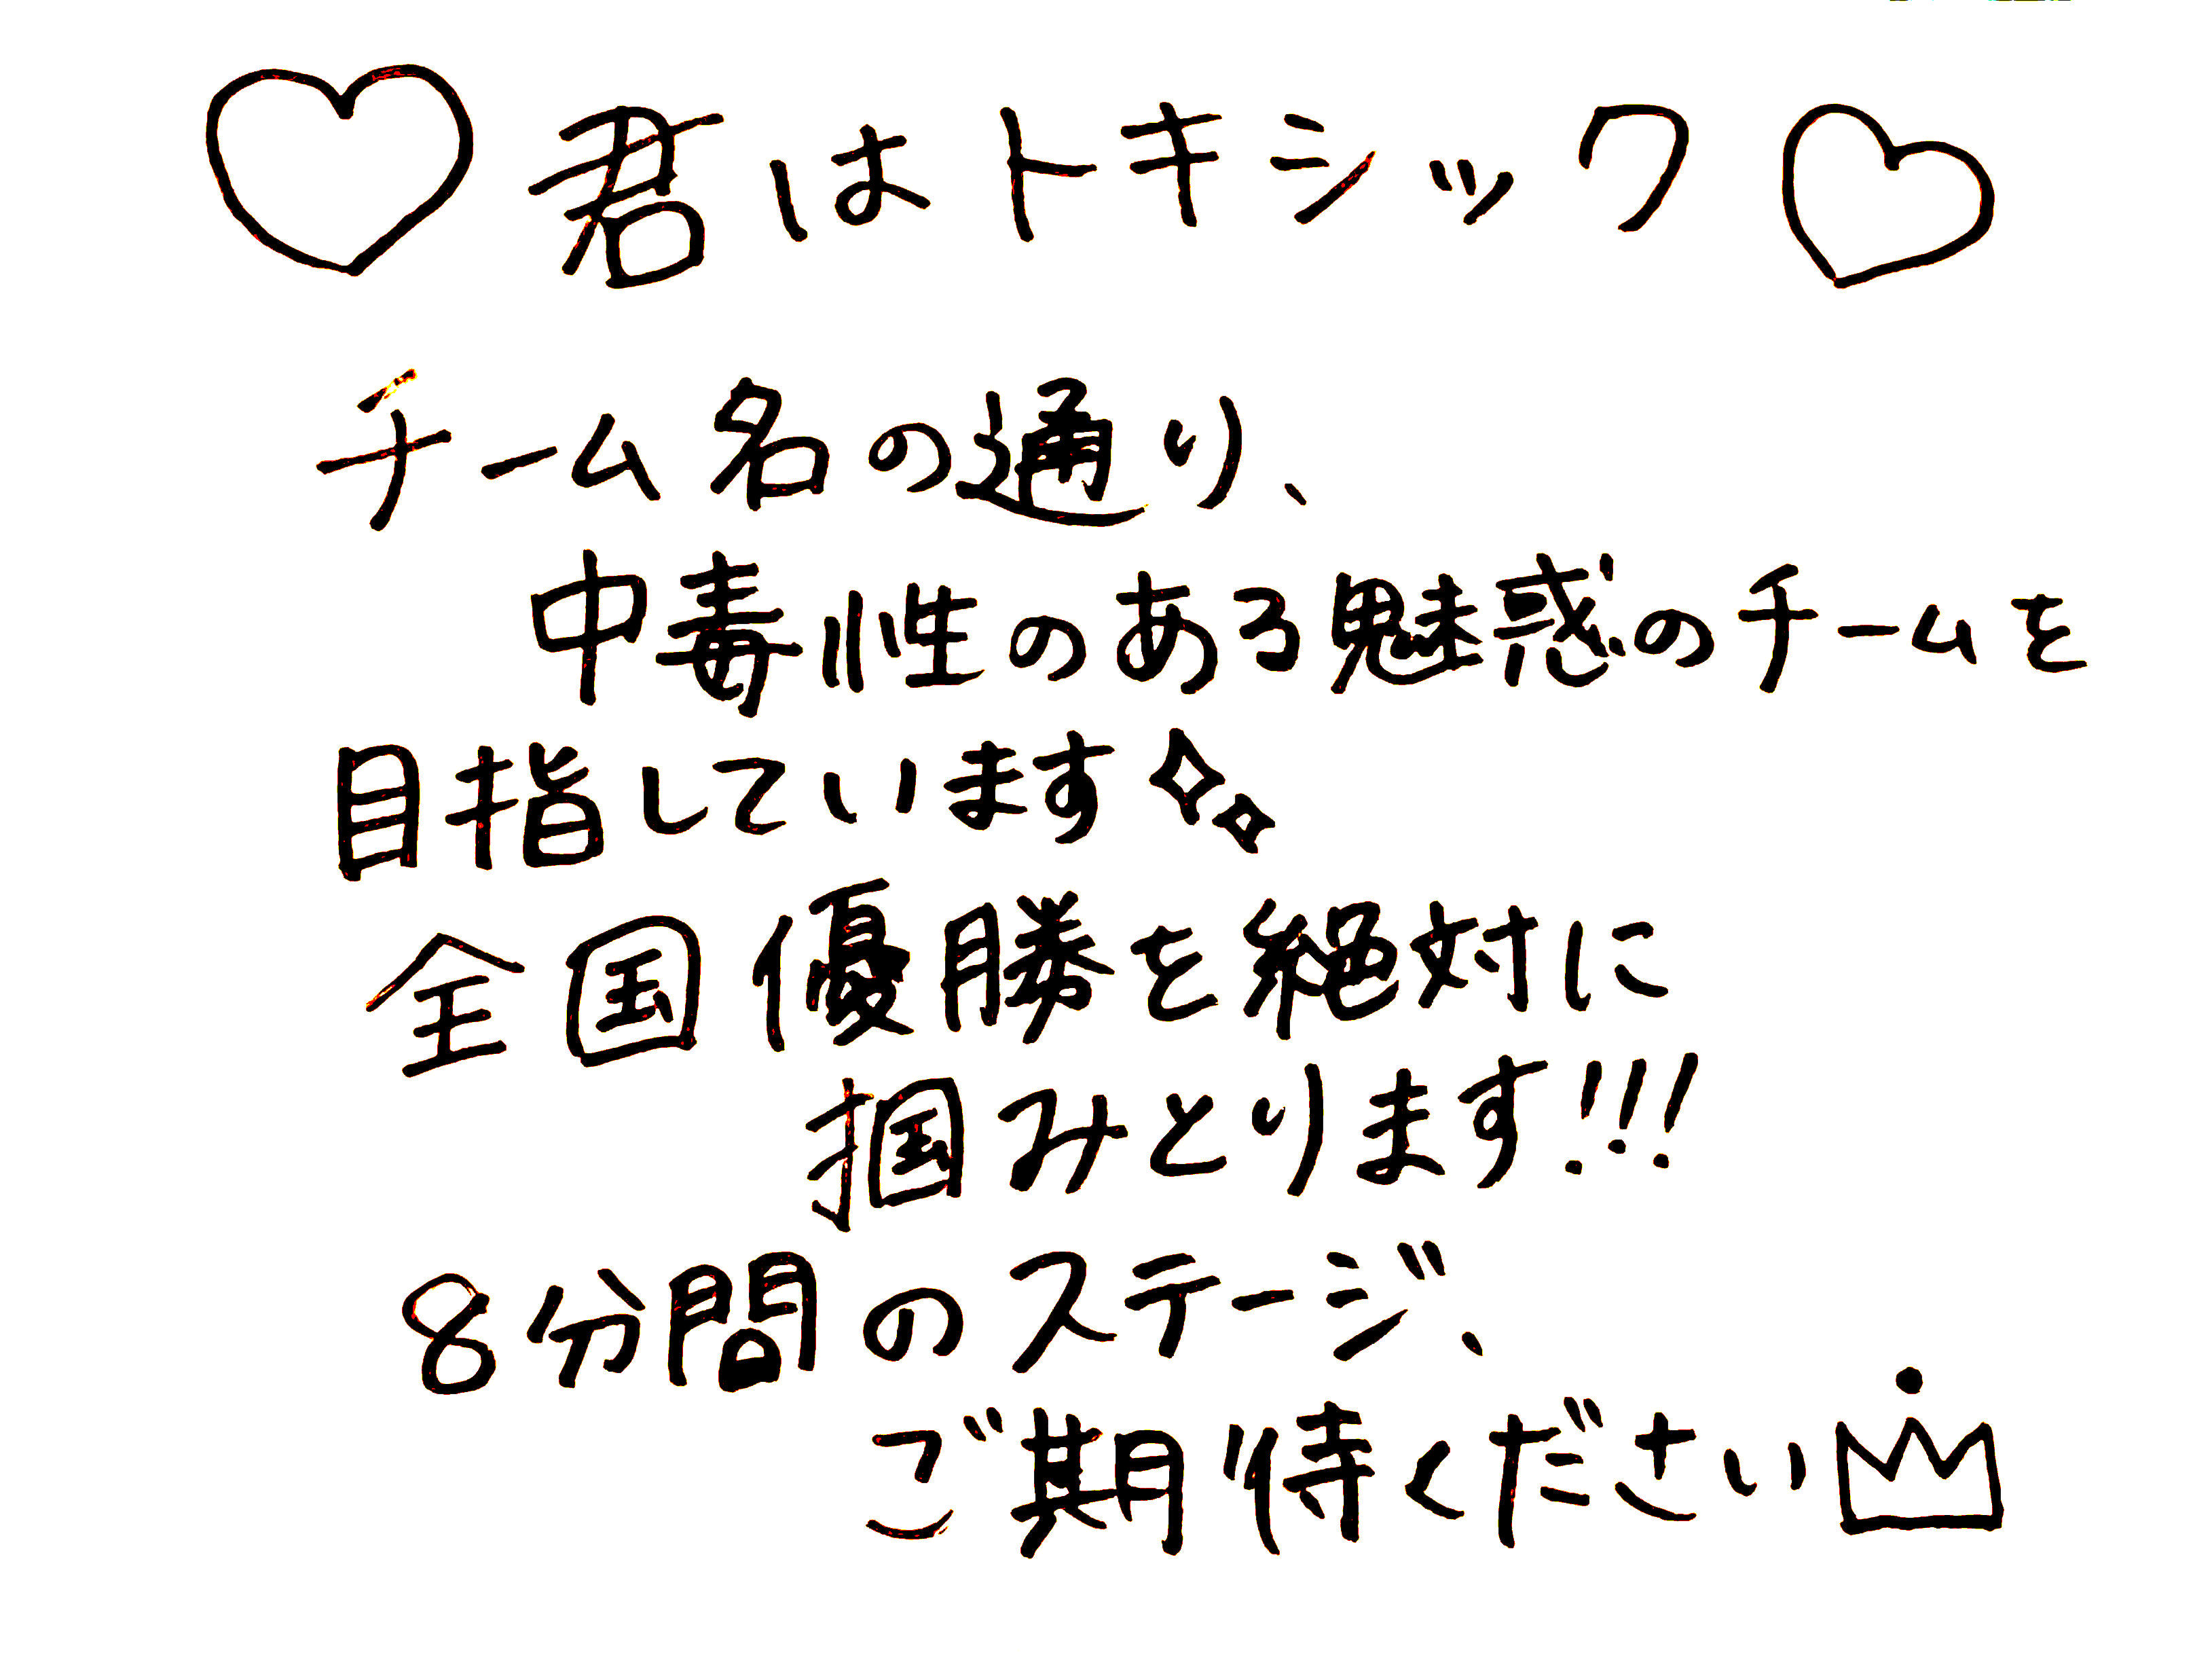 ♡君はトキシック♡
チーム名の通り、
中毒性のある魅惑のチームを
目指しています
全国優勝を絶対に
掴みとります!!!
8分間のステージ、
ご期待ください